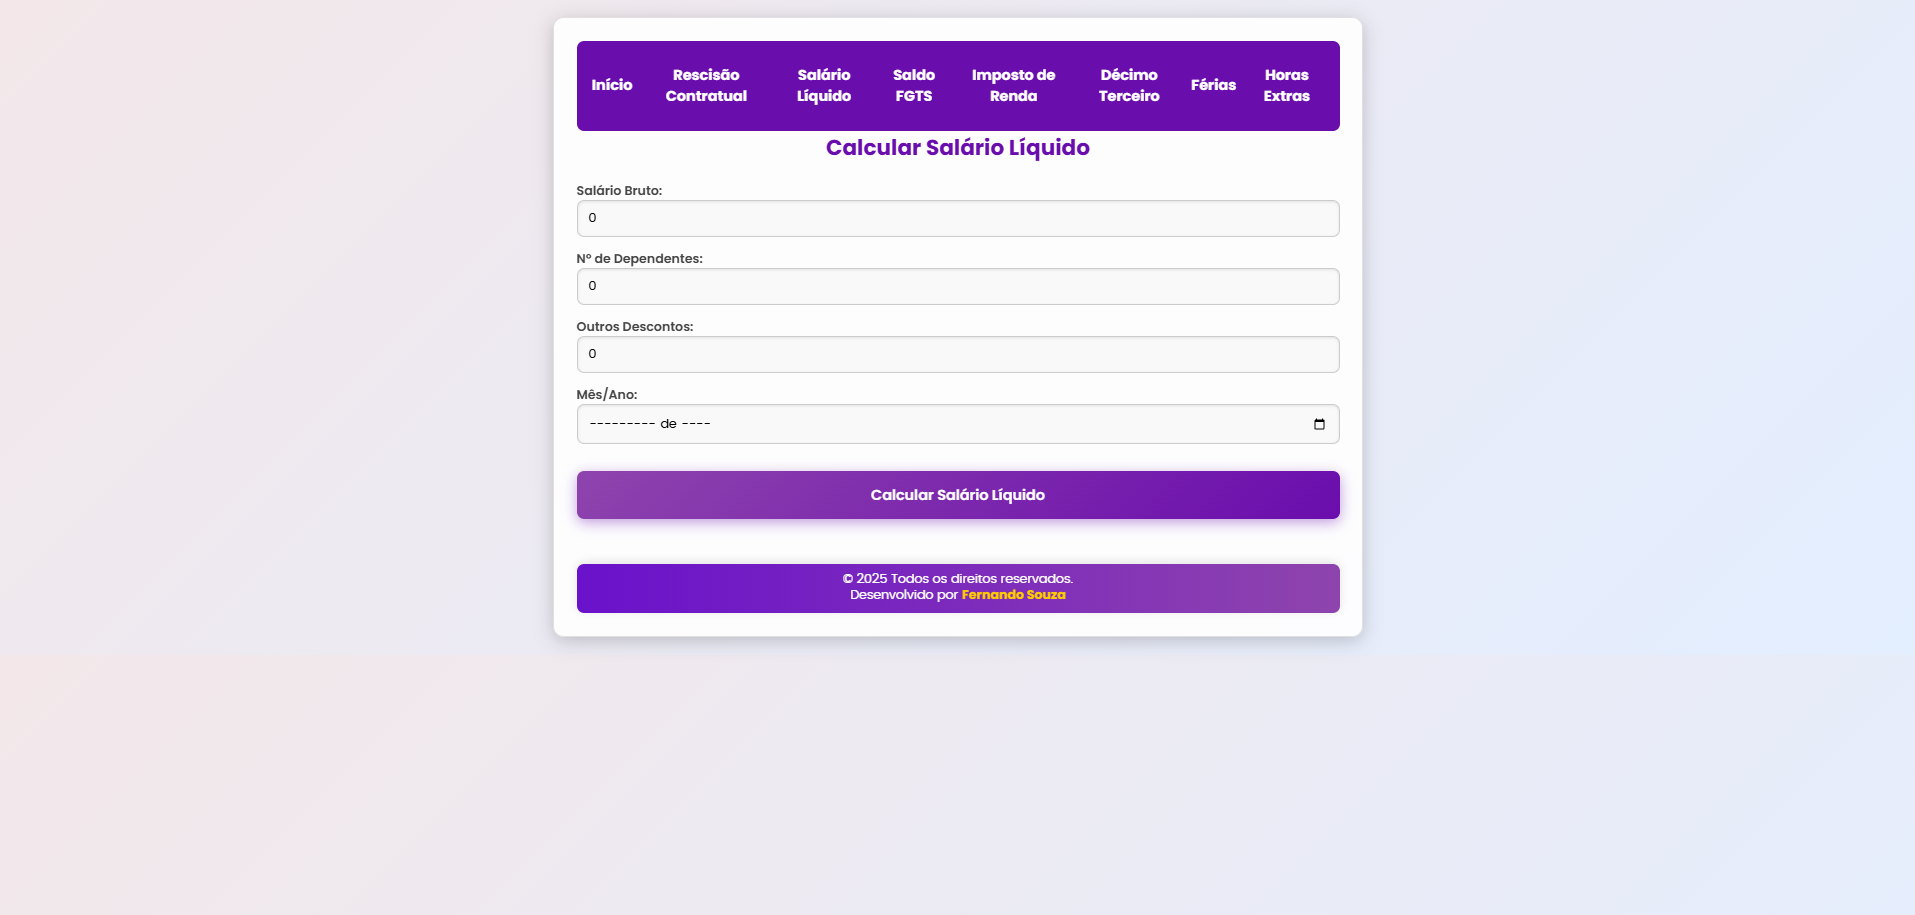 Início
Rescisão
Contratual
Salário
Líquido
Saldo
FGTS
Imposto de
Renda
Décimo
Terceiro
Férias
Horas
Extras
Calcular Salário Líquido
Salário Bruto:
0
Nº de Dependentes:
0
Outros Descontos:
0
Mês/Ano:
--------- de ----
Calcular Salário Líquido
© 2025 Todos os direitos reservados.
Desenvolvido por Fernando Souza